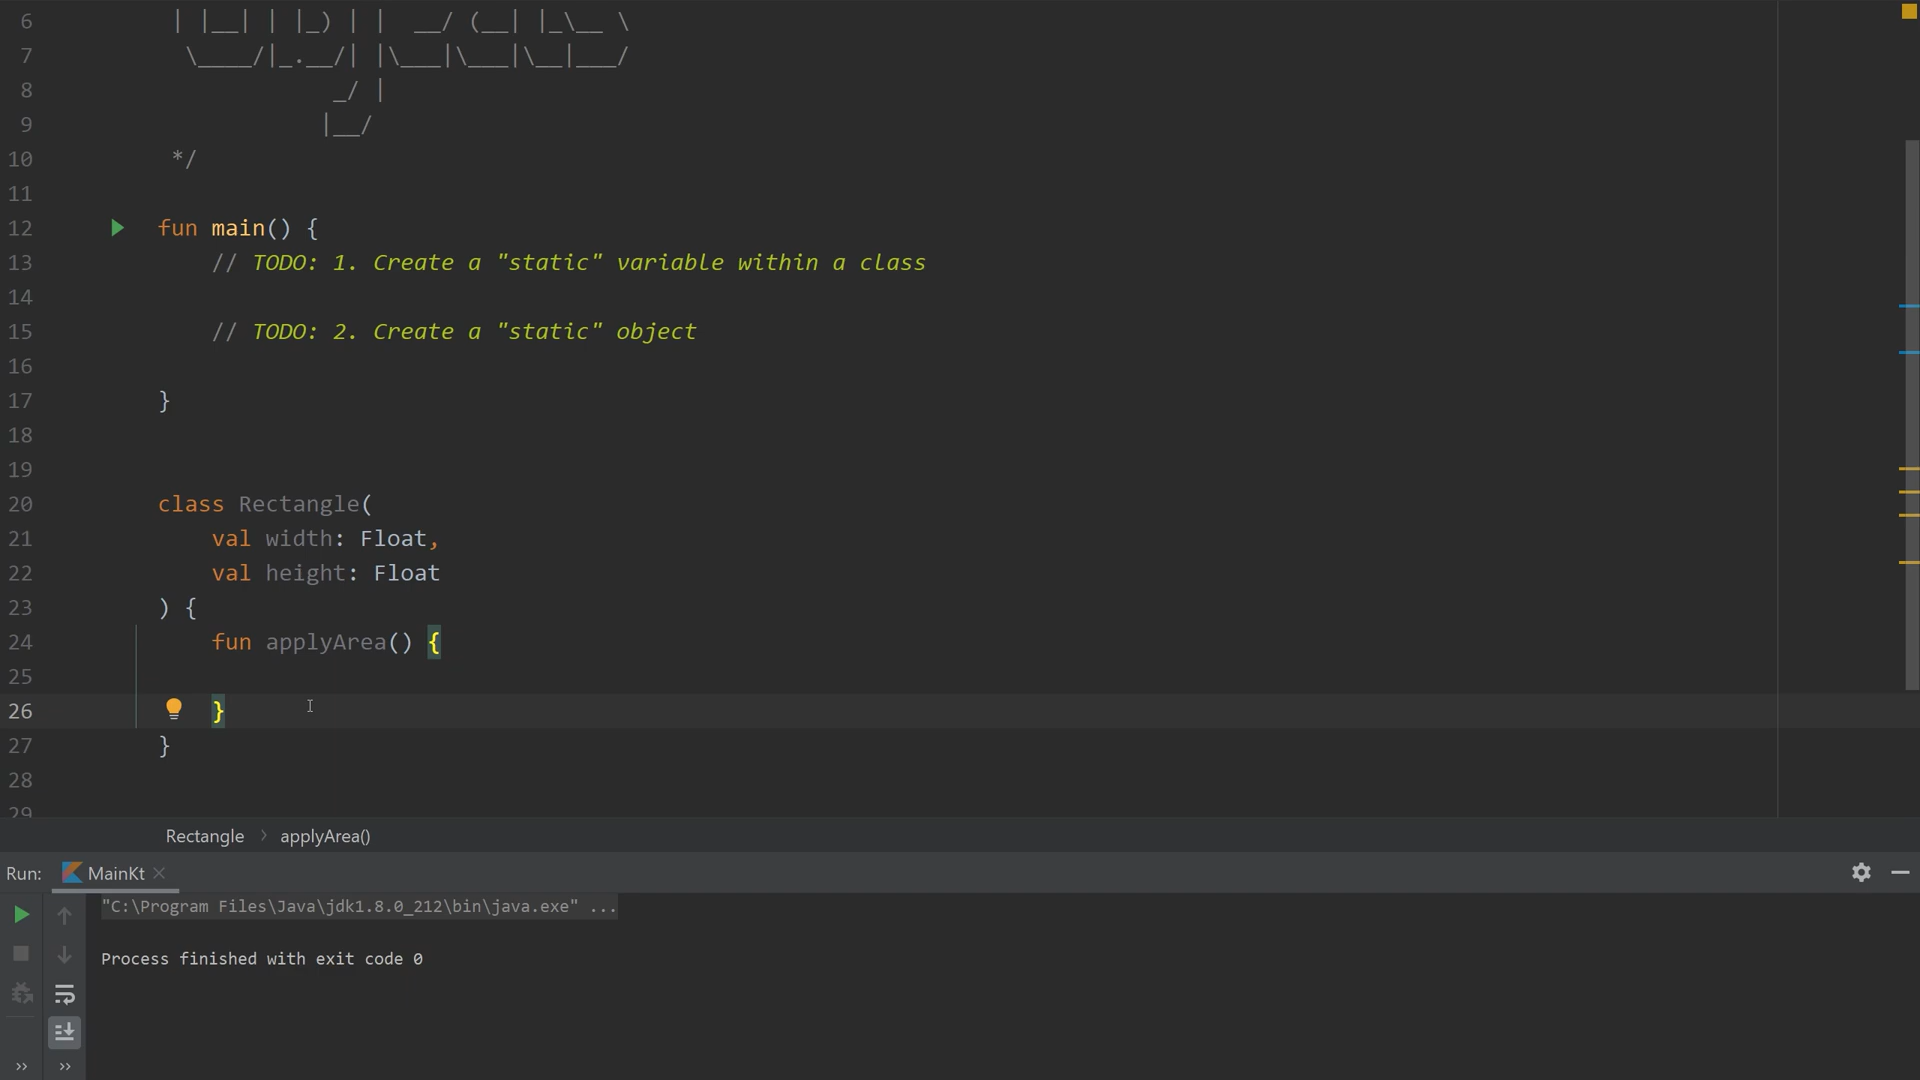 6 | |__| | |_) | |  __/ (__| |_\__ \
7 \____/|_.__/| |\___|\___|\__|___/
8 _/ |
9 |__/
10 */
11
12 fun main() {
13 // TODO: 1. Create a "static" variable within a class
14
15 // TODO: 2. Create a "static" object
16
17 }
18
19
20 class Rectangle(
21 val width: Float,
22 val height: Float
23 ) {
24 fun applyArea() {
25
26 }
27 }
28
29
Rectangle > applyArea()
Run: MainKt ×
"C:\Program Files\Java\jdk1.8.0_212\bin\java.exe" ...
Process finished with exit code 0
>> >>